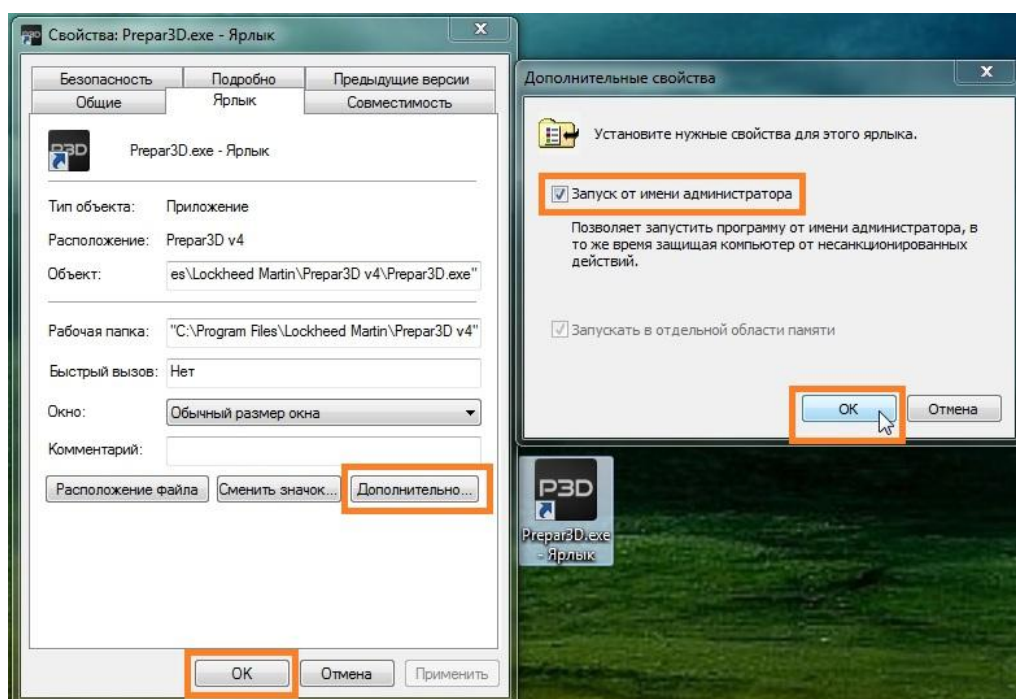 Свойства: Prepar3D.exe - Ярлык
Безопасность
Подробно
Предыдущие версии
Общие
Ярлык
Совместимость
P3D
Prepar3D.exe - Ярлык
Тип объекта:
Приложение
Расположение:
Prepar3D v4
Объект:
es\Lockheed Martin\Prepar3D v4\Prepar3D.exe"
Рабочая папка:
"C:\Program Files\Lockheed Martin\Prepar3D v4"
Быстрый вызов:
Нет
Окно:
Обычный размер окна
Комментарий:
Расположение файла
Сменить значок...
Дополнительно...
ОК
Отмена
Применить
Дополнительные свойства
Установите нужные свойства для этого ярлыка.
Запуск от имени администратора
Позволяет запустить программу от имени администратора, в
то же время защищая компьютер от несанкционированных
действий.
Запускать в отдельной области памяти
ОК
Отмена
P3D
Prepar3D.exe
- Ярлык